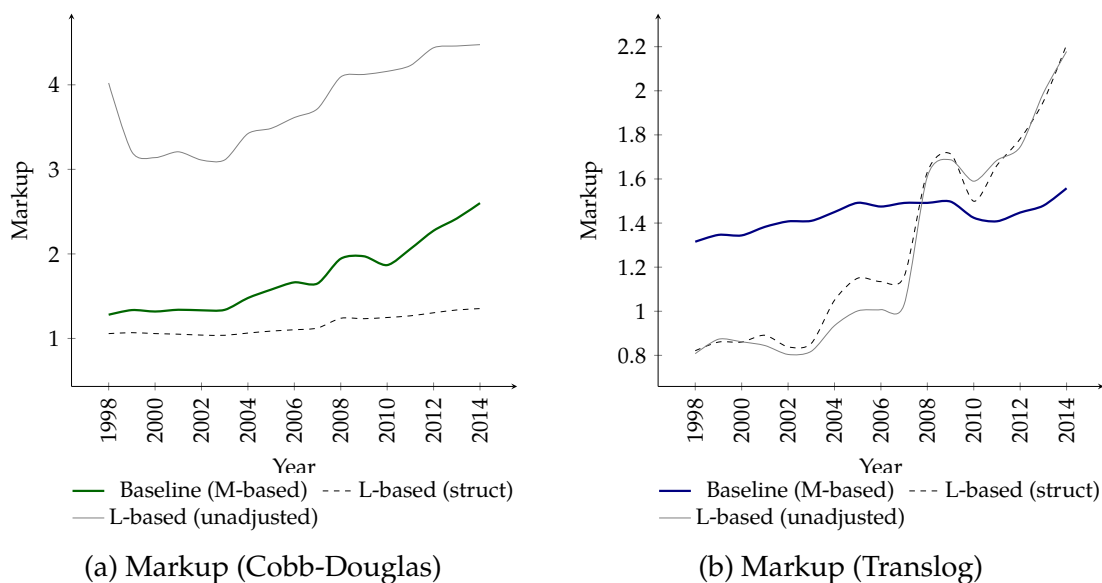 4
3
2
1
Markup
1998
2000
2002
2004
2006
2008
2010
2012
2014
Year
Baseline (M-based)
L-based (struct)
L-based (unadjusted)
(a) Markup (Cobb-Douglas)
2.2
2
1.8
1.6
1.4
1.2
1
0.8
Markup
1998
2000
2002
2004
2006
2008
2010
2012
2014
Year
Baseline (M-based)
L-based (struct)
L-based (unadjusted)
(b) Markup (Translog)